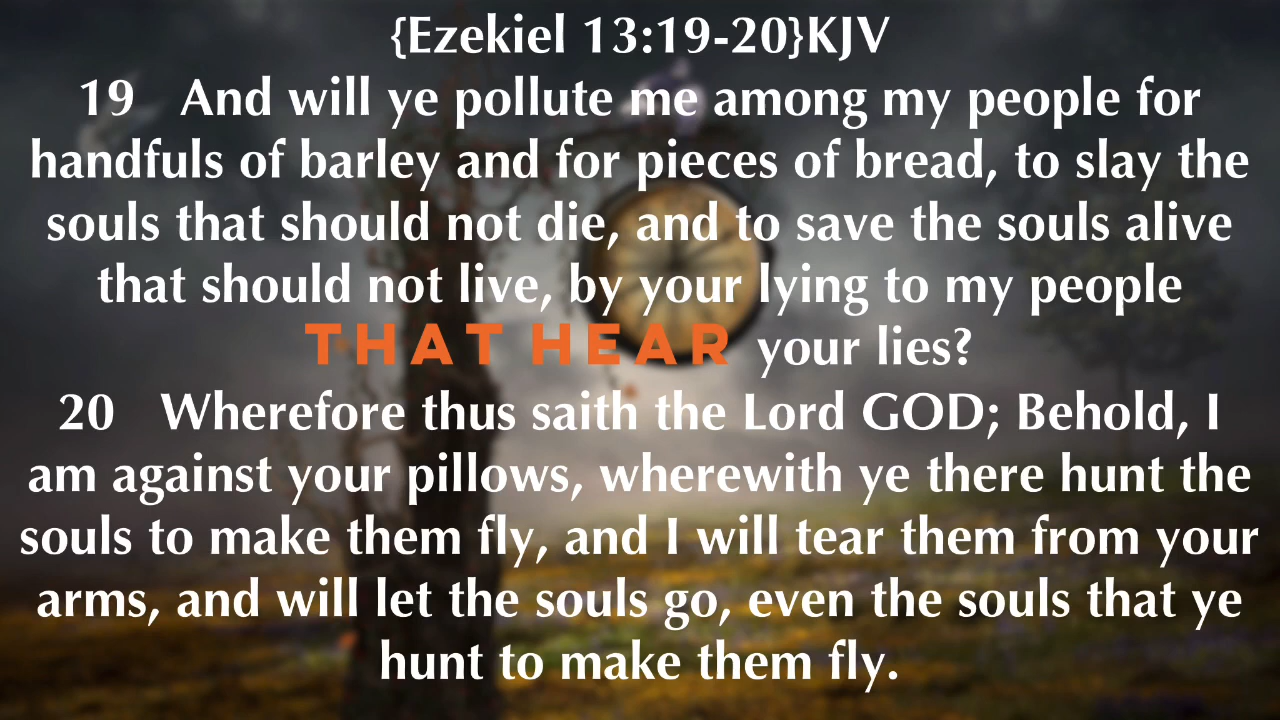 {Ezekiel 13:19-20}KJV
19 And will ye pollute me among my people for
handfuls of barley and for pieces of bread, to slay the
souls that should not die, and to save the souls alive
that should not live, by your lying to my people
THAT HEAR your lies?
20 Wherefore thus saith the Lord GOD; Behold, I
am against your pillows, wherewith ye there hunt the
souls to make them fly, and I will tear them from your
arms, and will let the souls go, even the souls that ye
hunt to make them fly.